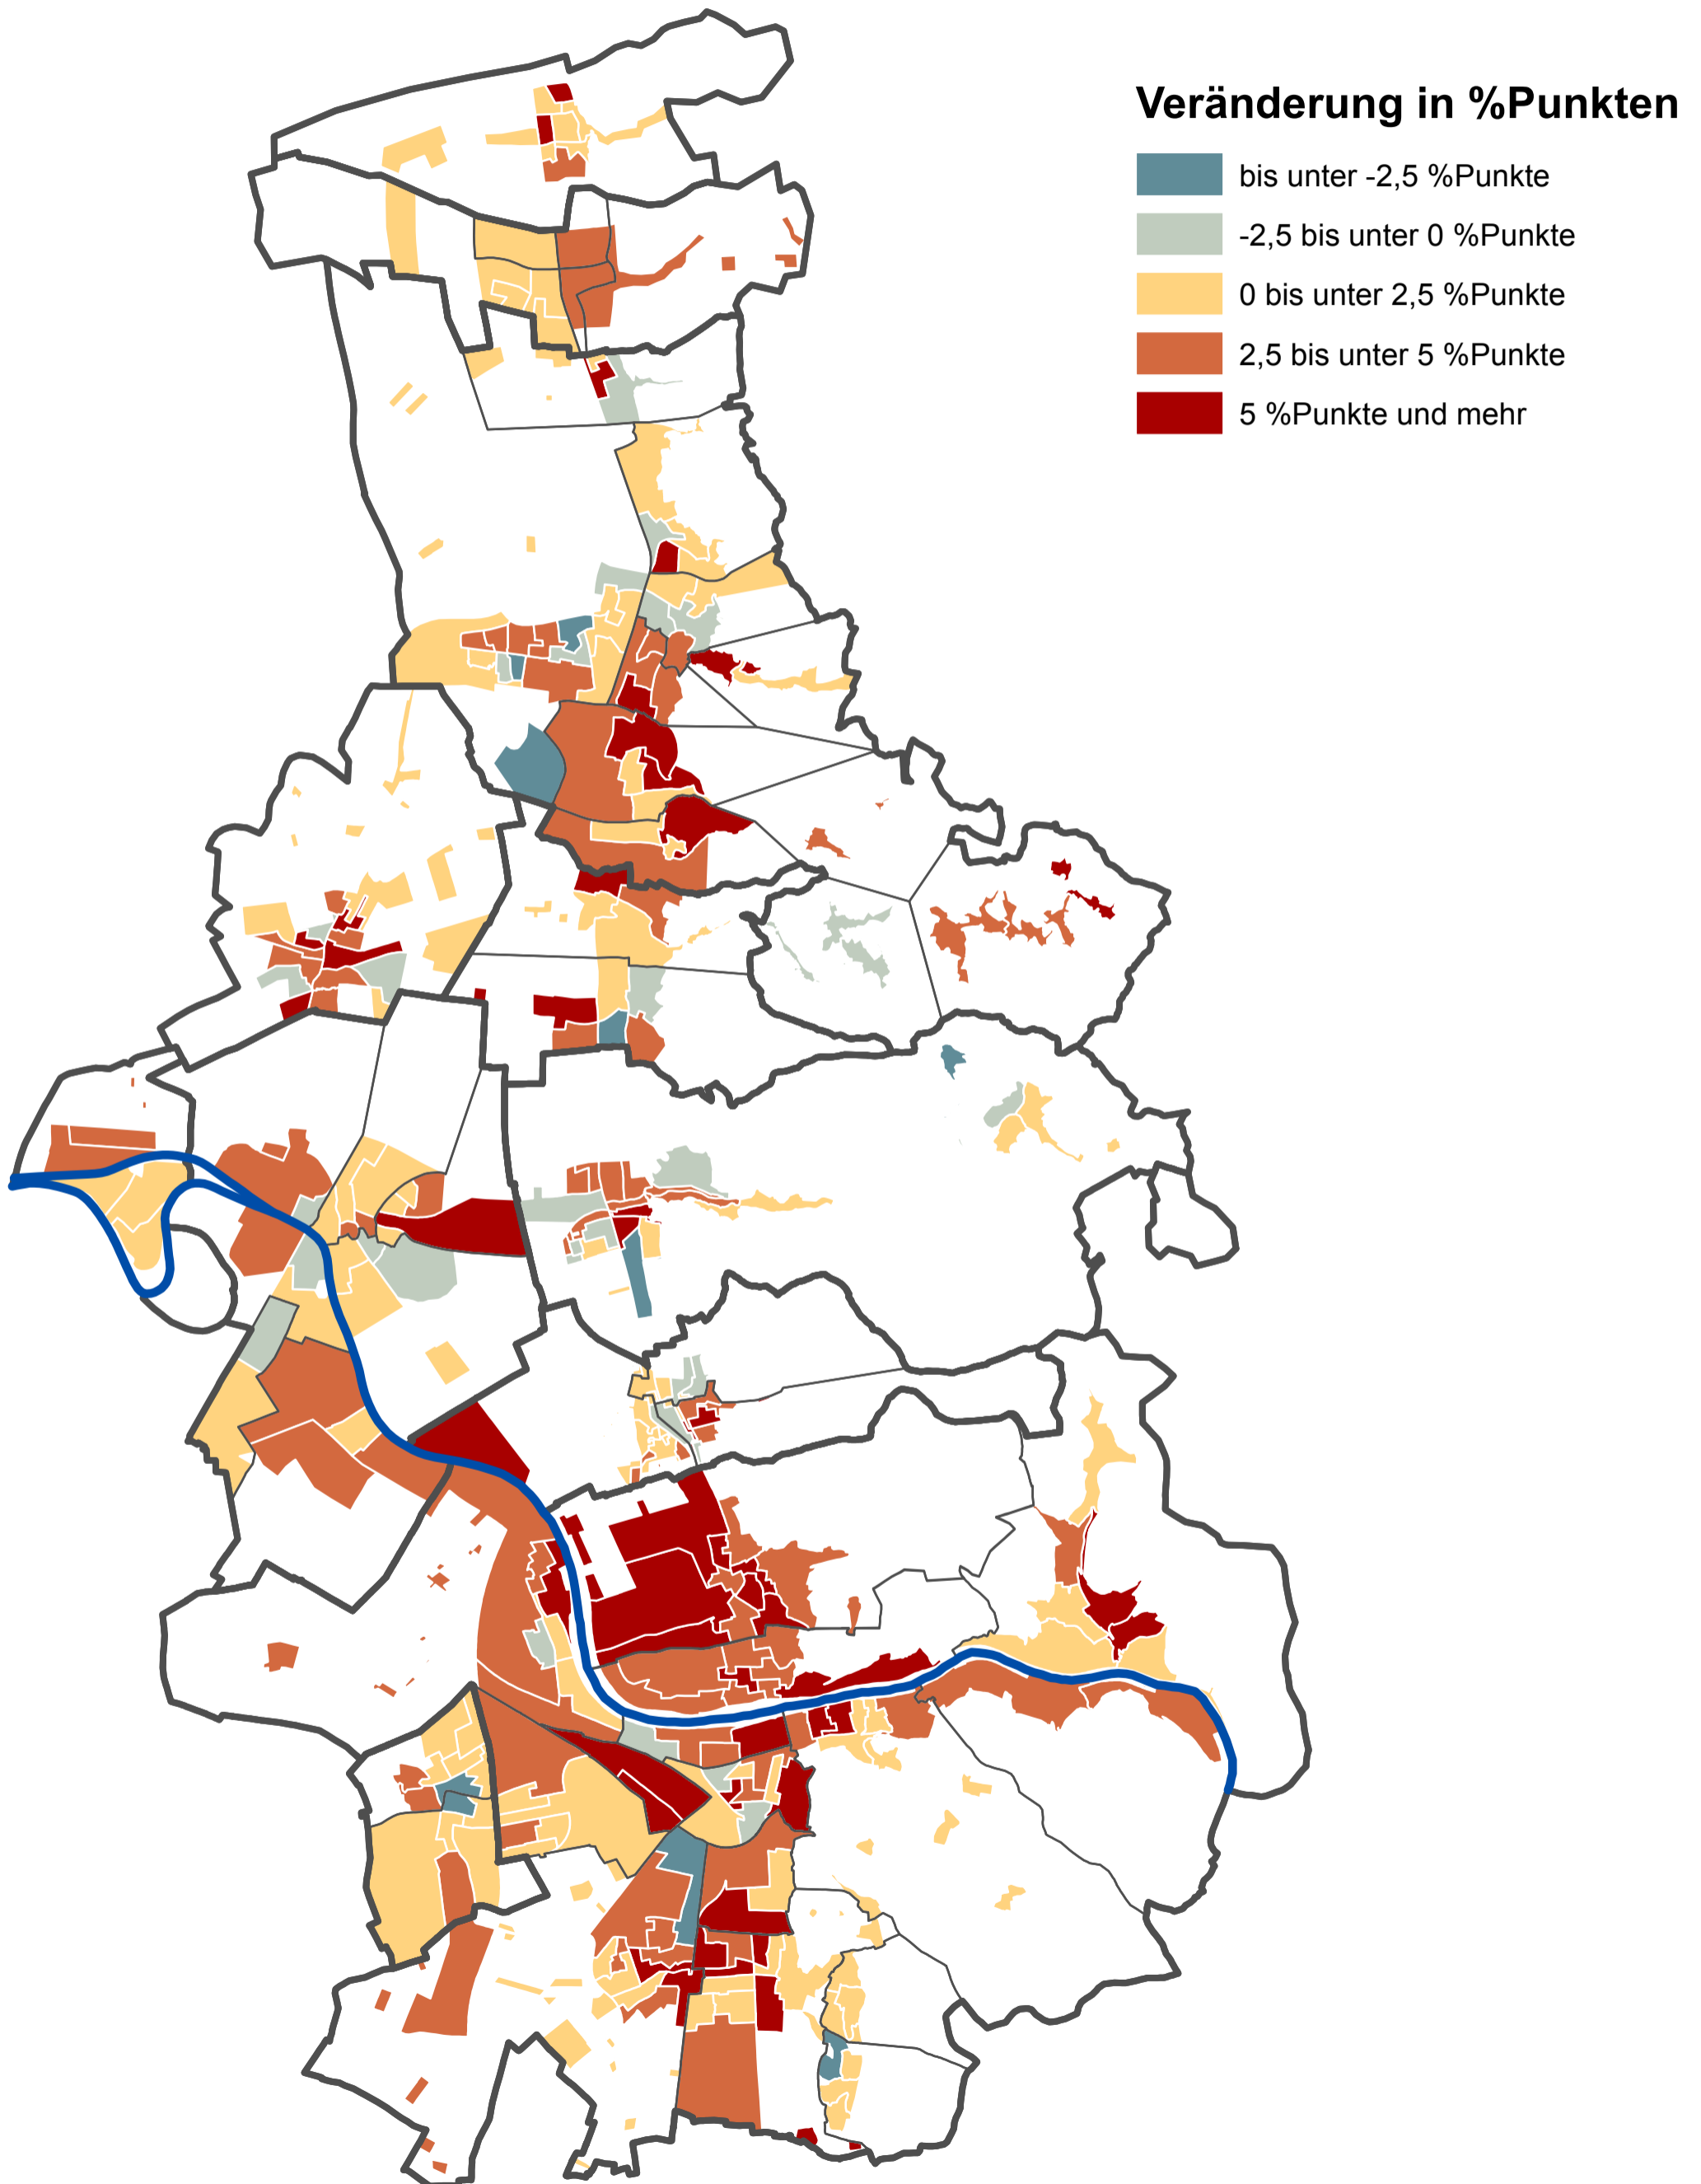 Veränderung in %Punkten
bis unter -2,5 %Punkte
-2,5 bis unter 0 %Punkte
0 bis unter 2,5 %Punkte
2,5 bis unter 5 %Punkte
5 %Punkte und mehr